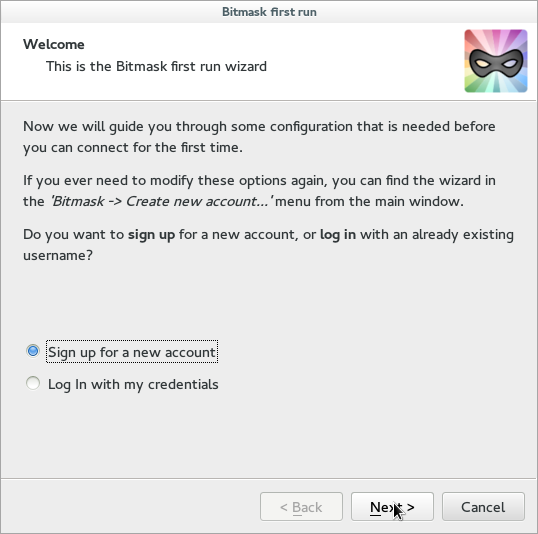 Bitmask first run
Welcome
This is the Bitmask first run wizard
Now we will guide you through some configuration that is needed before
you can connect for the first time.
If you ever need to modify these options again, you can find the wizard in
the 'Bitmask -> Create new account...' menu from the main window.
Do you want to sign up for a new account, or log in with an already existing
username?
Sign up for a new account
Log In with my credentials
< Back
Next >
Cancel